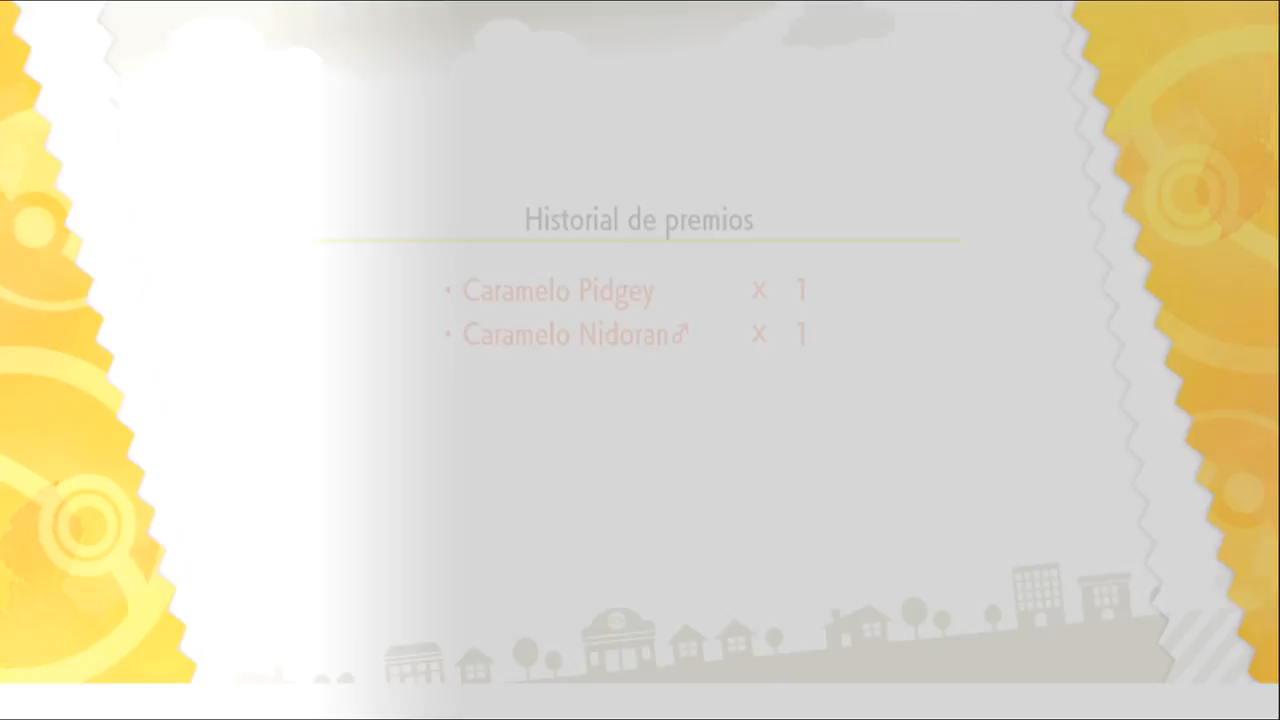 Historial de premios
• Caramelo Pidgey x 1
• Caramelo Nidoran♂ x 1